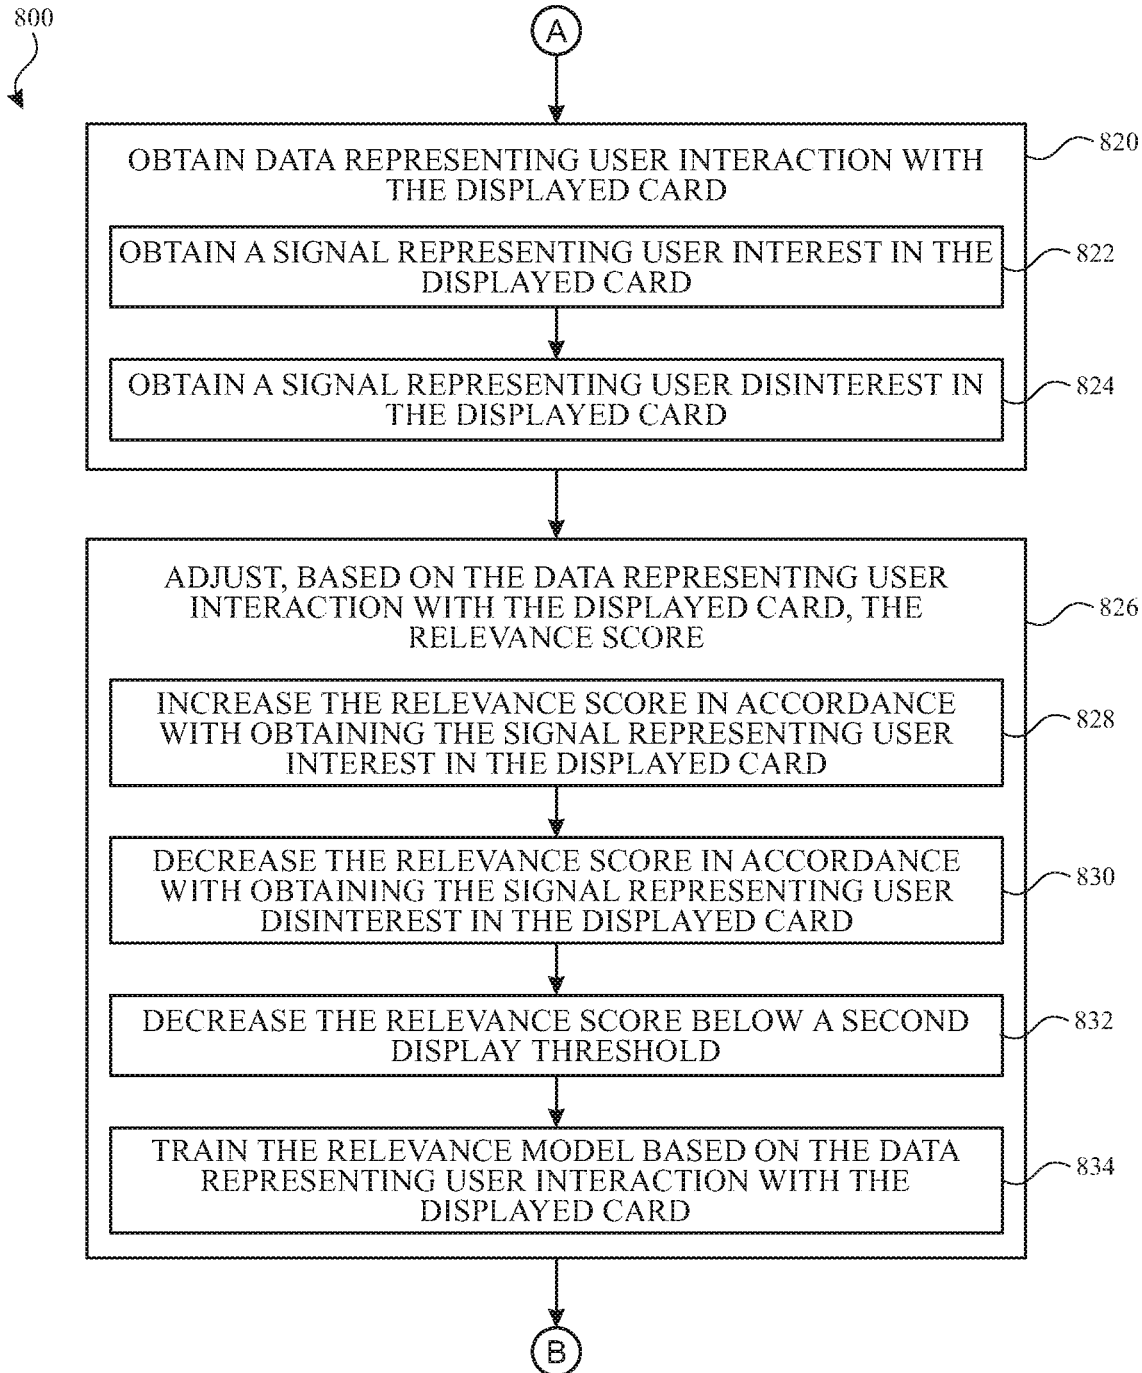 800
A
OBTAIN DATA REPRESENTING USER INTERACTION WITH
THE DISPLAYED CARD
820
OBTAIN A SIGNAL REPRESENTING USER INTEREST IN THE
DISPLAYED CARD
822
OBTAIN A SIGNAL REPRESENTING USER DISINTEREST IN
THE DISPLAYED CARD
824
ADJUST, BASED ON THE DATA REPRESENTING USER
INTERACTION WITH THE DISPLAYED CARD, THE
RELEVANCE SCORE
826
INCREASE THE RELEVANCE SCORE IN ACCORDANCE
WITH OBTAINING THE SIGNAL REPRESENTING USER
INTEREST IN THE DISPLAYED CARD
828
DECREASE THE RELEVANCE SCORE IN ACCORDANCE
WITH OBTAINING THE SIGNAL REPRESENTING USER
DISINTEREST IN THE DISPLAYED CARD
830
DECREASE THE RELEVANCE SCORE BELOW A SECOND
DISPLAY THRESHOLD
832
TRAIN THE RELEVANCE MODEL BASED ON THE DATA
REPRESENTING USER INTERACTION WITH THE
DISPLAYED CARD
834
B